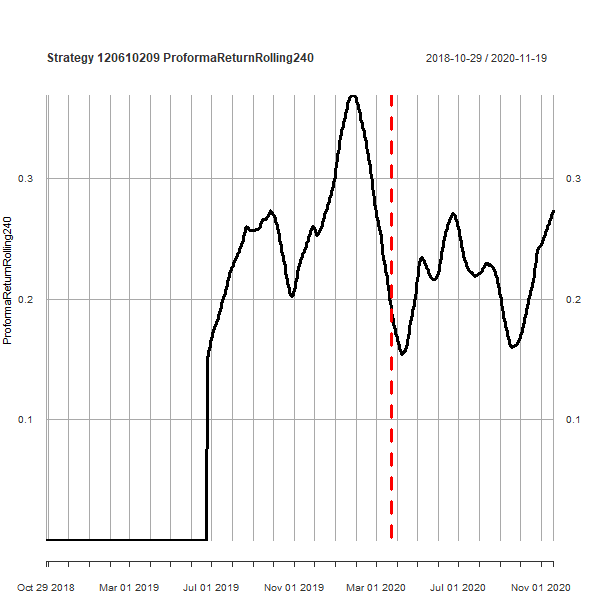 Strategy 120610209 ProformaReturnRolling240
2018-10-29 / 2020-11-19
ProformaReturnRolling240
0.3
0.3
0.2
0.2
0.1
0.1
Oct 29 2018
Mar 01 2019
Jul 01 2019
Nov 01 2019
Mar 01 2020
Jul 01 2020
Nov 01 2020